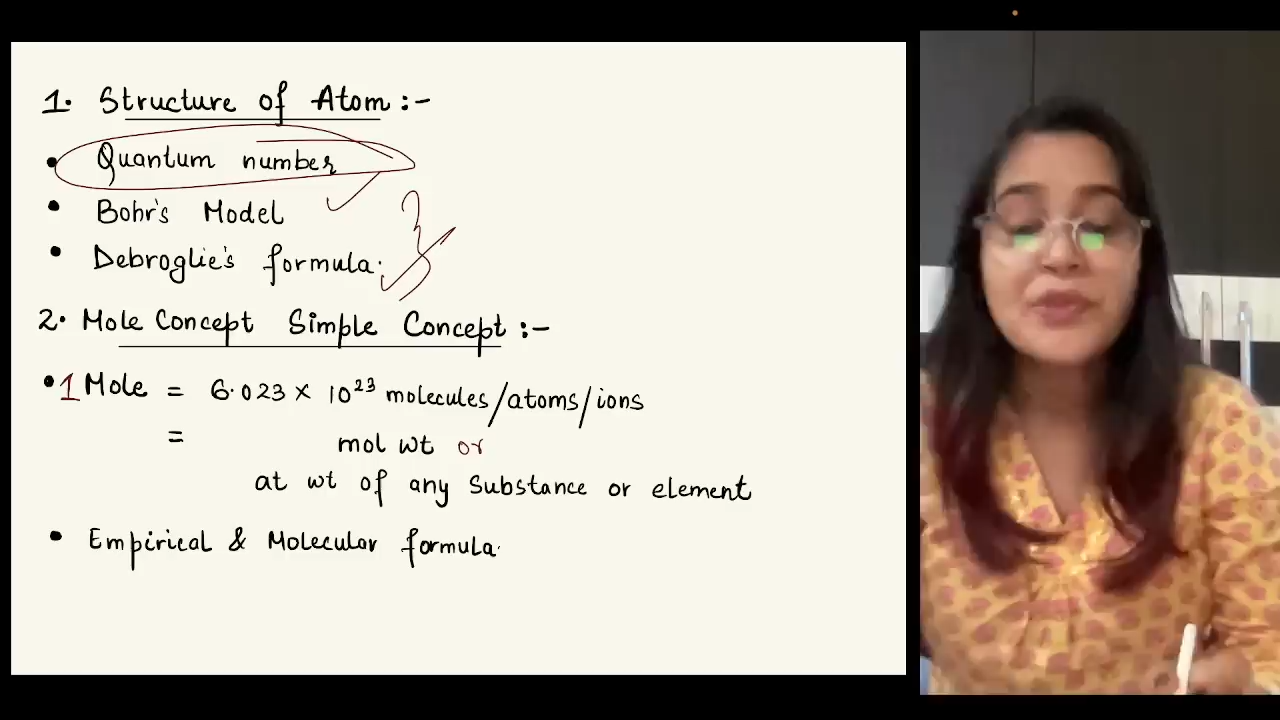 1. Structure of Atom :-
• Quantum number
• Bohr's Model
• Debroglie's formula.
2. Mole Concept Simple Concept :-
• 1 Mole = 6.023 × 10²³ molecules/atoms/ions
= mol wt or
at wt of any Substance or element
• Empirical & Molecular formula.